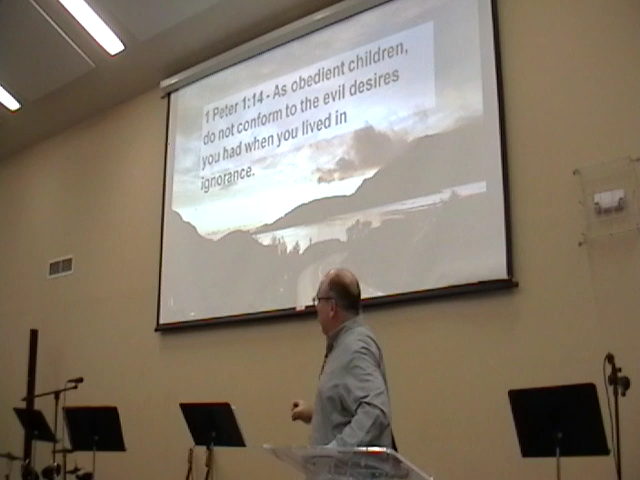 1 Peter 1:14 - As obedient children,
do not conform to the evil desires
you had when you lived in
ignorance.